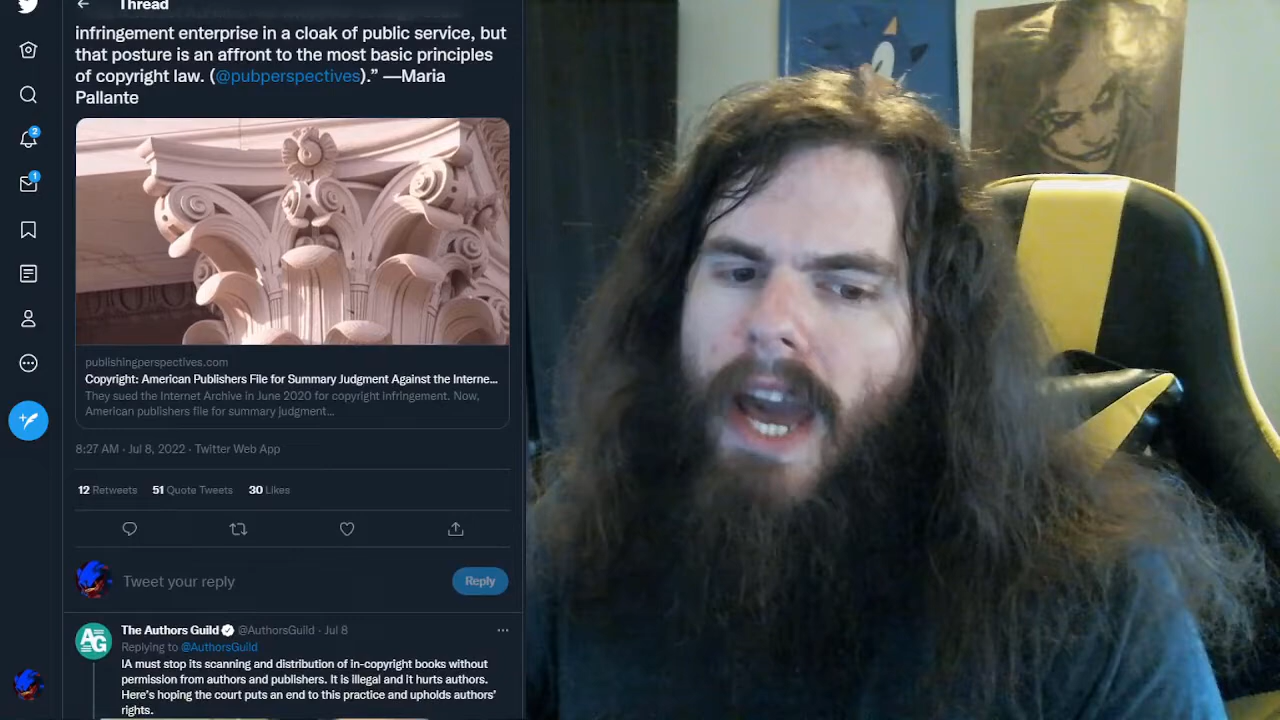 Thread
infringement enterprise in a cloak of public service, but
that posture is an affront to the most basic principles
of copyright law. (@pubperspectives).” —Maria
Pallante
publishingperspectives.com
Copyright: American Publishers File for Summary Judgment Against the Interne...
They sued the Internet Archive in June 2020 for copyright infringement. Now,
American publishers file for summary judgment...
8:27 AM · Jul 8, 2022 · Twitter Web App
12 Retweets 51 Quote Tweets 30 Likes
Tweet your reply
Reply
The Authors Guild @AuthorsGuild · Jul 8
Replying to @AuthorsGuild
IA must stop its scanning and distribution of in-copyright books without
permission from authors and publishers. It is illegal and it hurts authors.
Here's hoping the court puts an end to this practice and upholds authors'
rights.
2
1
AG